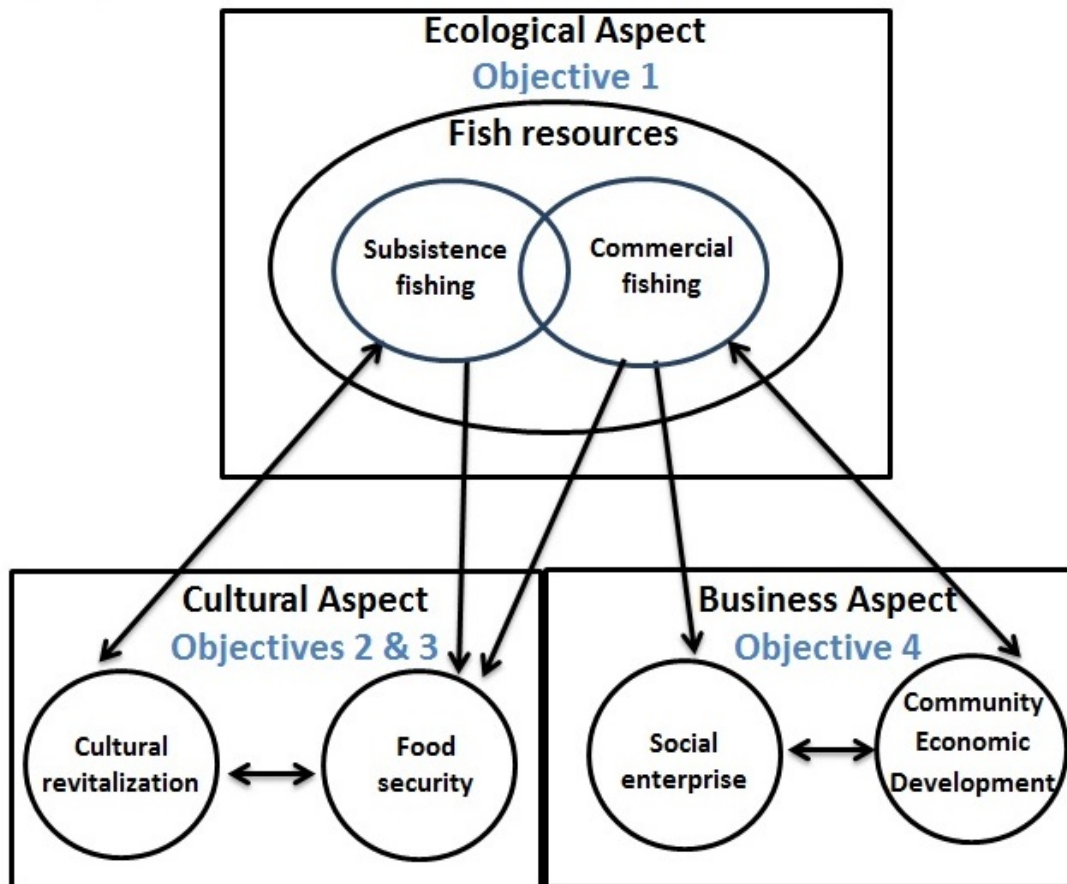 Ecological Aspect
Objective 1
Fish resources
Subsistence
fishing
Commercial
fishing
Cultural Aspect
Objectives 2 & 3
Cultural
revitalization
Food
security
Business Aspect
Objective 4
Social
enterprise
Community
Economic
Development